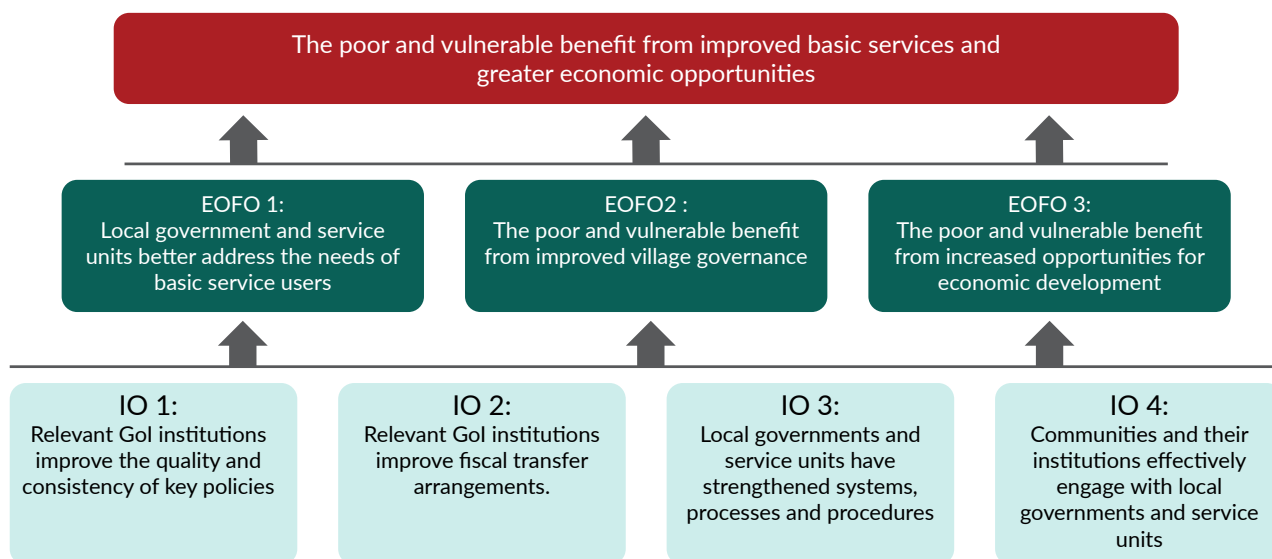 The poor and vulnerable benefit from improved basic services and
greater economic opportunities
EOFO 1:
Local government and service
units better address the needs of
basic service users
EOFO2 :
The poor and vulnerable benefit
from improved village governance
EOFO 3:
The poor and vulnerable benefit
from increased opportunities for
economic development
IO 1:
Relevant GoI institutions
improve the quality and
consistency of key policies
IO 2:
Relevant GoI institutions
improve fiscal transfer
arrangements.
IO 3:
Local governments and
service units have
strengthened systems,
processes and procedures
IO 4:
Communities and their
institutions effectively
engage with local
governments and service
units